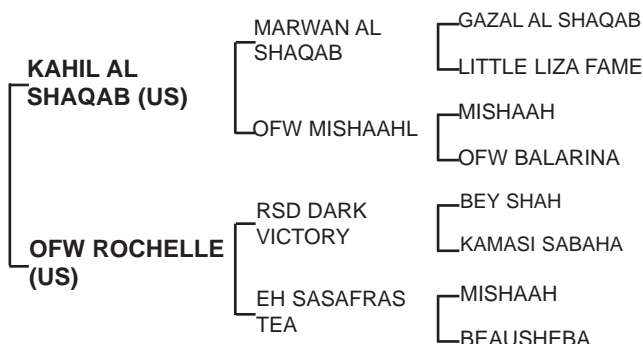 KAHIL AL
SHAQAB (US)
OFW ROCHELLE
(US)
MARWAN AL
SHAQAB
OFW MISHAAHL
RSD DARK
VICTORY
EH SASAFRAS
TEA
GAZAL AL SHAQAB
LITTLE LIZA FAME
MISHAAH
OFW BALARINA
BEY SHAH
KAMASI SABAHA
MISHAAH
BEAUSHEBA